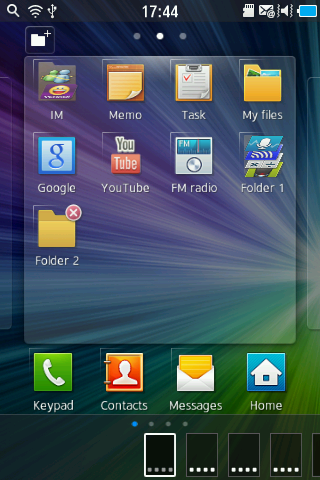 17:44
IM
Memo
Task
My files
Google
YouTube
FM radio
Folder 1
Folder 2
Keypad
Contacts
Messages
Home